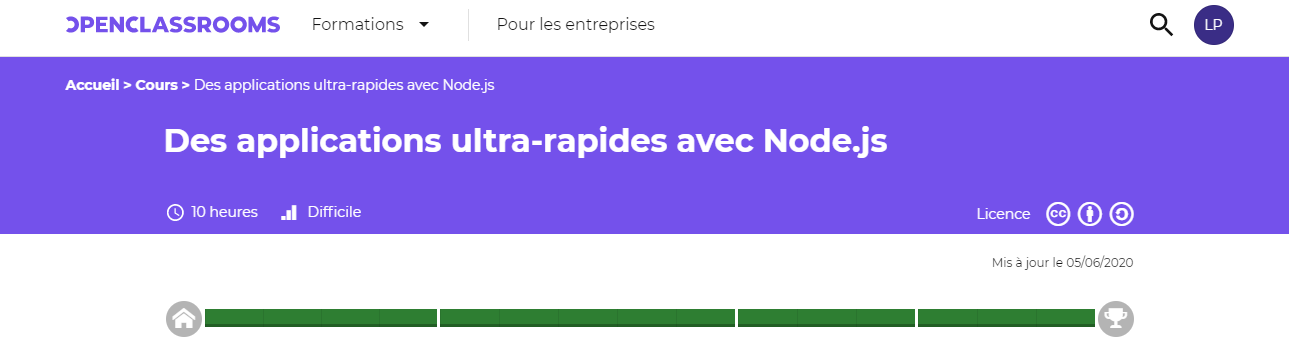 OPENCLASSROOMS Formations Pour les entreprises LP
Accueil > Cours > Des applications ultra-rapides avec Node.js
Des applications ultra-rapides avec Node.js
10 heures Difficile Licence cc
Mis à jour le 05/06/2020